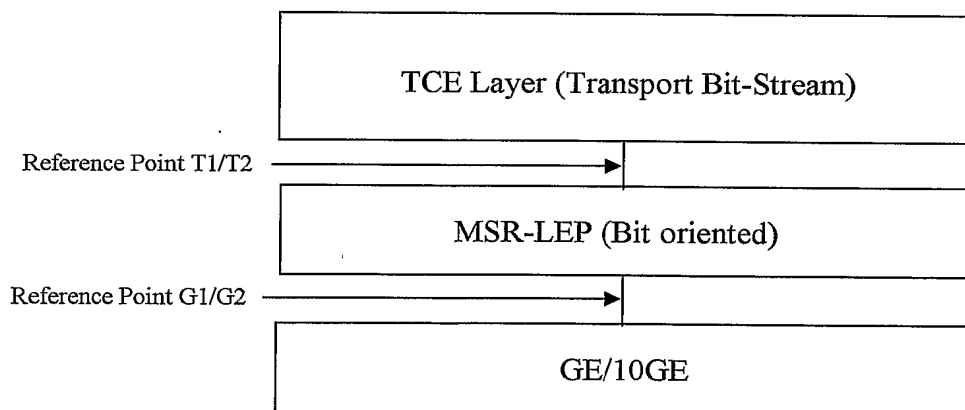 TCE Layer (Transport Bit-Stream)
Reference Point T1/T2
MSR-LEP (Bit oriented)
Reference Point G1/G2
GE/10GE